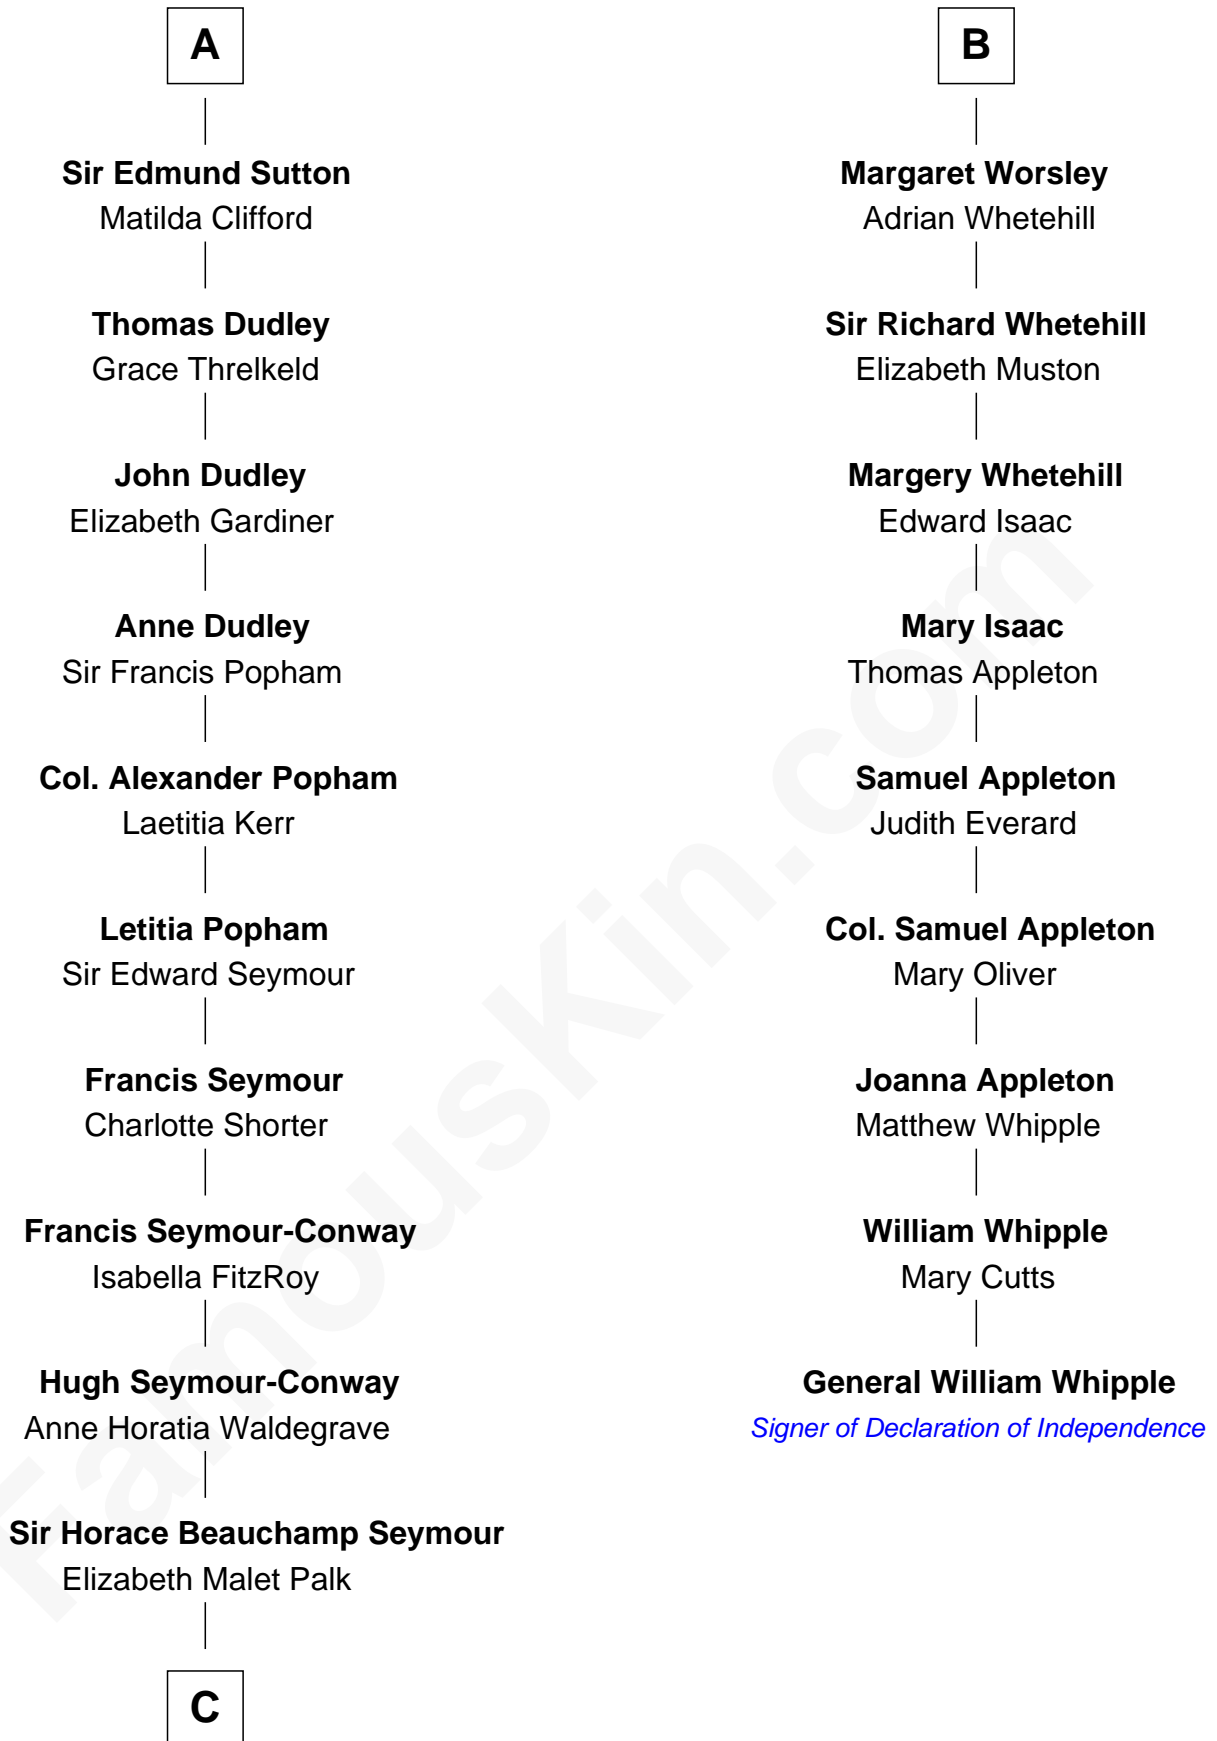 A
Sir Edmund Sutton
Matilda Clifford
Thomas Dudley
Grace Threlkeld
John Dudley
Elizabeth Gardiner
Anne Dudley
Sir Francis Popham
Col. Alexander Popham
Laetitia Kerr
Letitia Popham
Sir Edward Seymour
Francis Seymour
Charlotte Shorter
Francis Seymour-Conway
Isabella FitzRoy
Hugh Seymour-Conway
Anne Horatia Waldegrave
Sir Horace Beauchamp Seymour
Elizabeth Malet Palk
C
B
Margaret Worsley
Adrian Whetehill
Sir Richard Whetehill
Elizabeth Muston
Margery Whetehill
Edward Isaac
Mary Isaac
Thomas Appleton
Samuel Appleton
Judith Everard
Col. Samuel Appleton
Mary Oliver
Joanna Appleton
Matthew Whipple
William Whipple
Mary Cutts
General William Whipple
Signer of Declaration of Independence
FamousKin.com